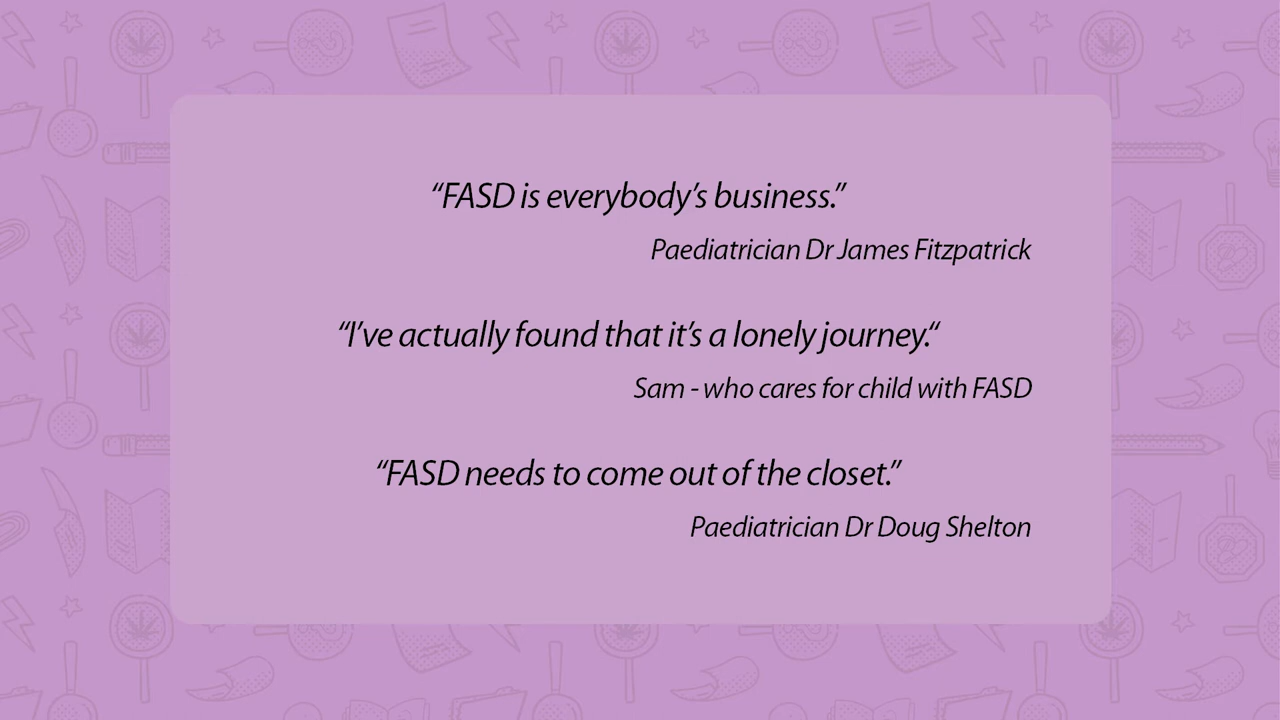 “FASD is everybody’s business.”
Paediatrician Dr James Fitzpatrick
“I’ve actually found that it’s a lonely journey.“
Sam - who cares for child with FASD
“FASD needs to come out of the closet.”
Paediatrician Dr Doug Shelton